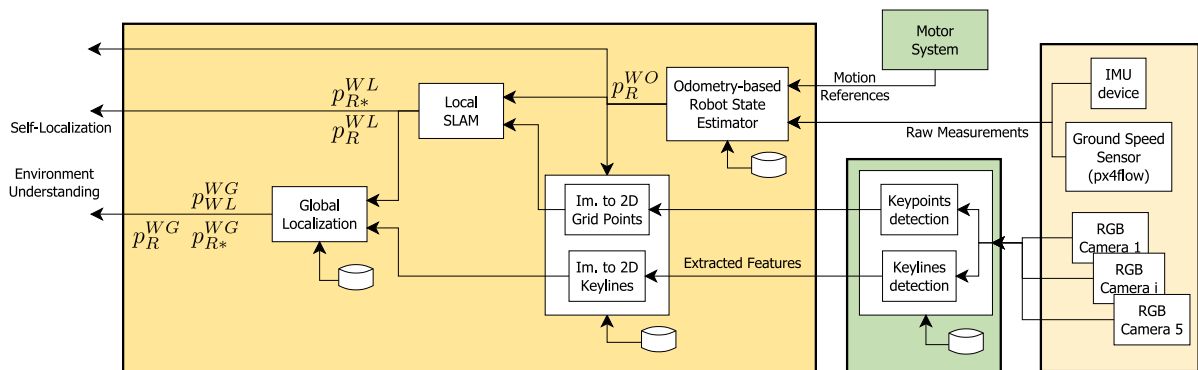 Motor
System
IMU
device
Ground Speed
Sensor
(px4flow)
RGB
Camera 1
RGB
Camera i
RGB
Camera 5
Motion
References
Raw Measurements
Odometry-based
Robot State
Estimator
p_R^{WO}
Local
SLAM
p_{R*}^{WL}
p_R^{WL}
Self-Localization
Environment
Understanding
p_{WL}^{WG}
p_R^{WG} p_{R*}^{WG}
Global
Localization
Im. to 2D
Grid Points
Im. to 2D
Keylines
Extracted Features
Keypoints
detection
Keylines
detection